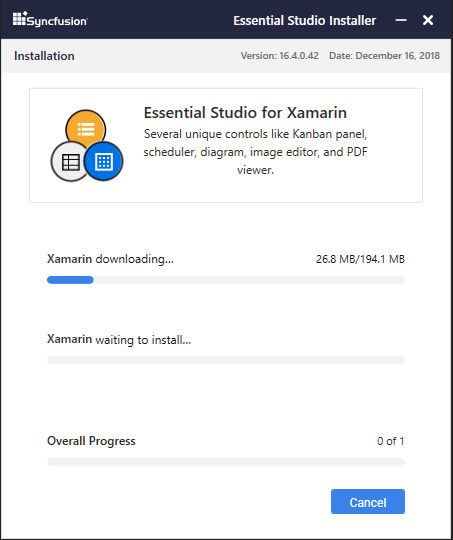 Syncfusion Essential Studio Installer
Installation Version: 16.4.0.42 Date: December 16, 2018
Essential Studio for Xamarin
Several unique controls like Kanban panel,
scheduler, diagram, image editor, and PDF
viewer.
Xamarin downloading... 26.8 MB/194.1 MB
Xamarin waiting to install...
Overall Progress 0 of 1
Cancel